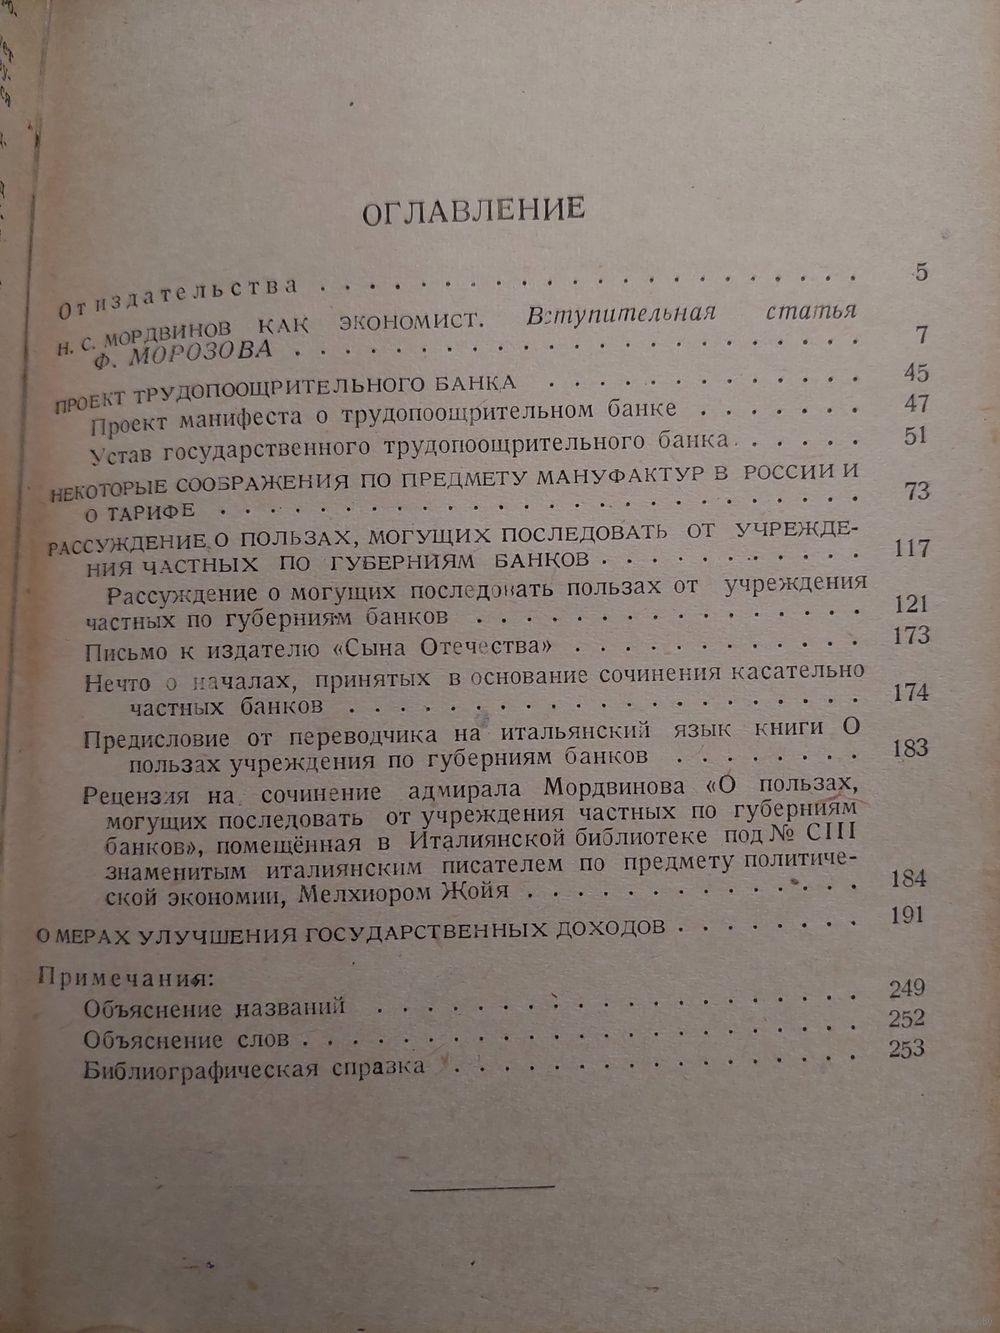 ОГЛАВЛЕНИЕ
От издательства . . . . . . . . . . . . . . . . . . . . 5
Н. С. МОРДВИНОВ КАК ЭКОНОМИСТ. Вступительная статья
Ф. МОРОЗОВА . . . . . . . . . . . . . . . . . . . . 7
ПРОЕКТ ТРУДОПООЩРИТЕЛЬНОГО БАНКА . . . . . . . . . . . . 45
Проект манифеста о трудопоощрительном банке . . . . . . . 47
Устав государственного трудопоощрительного банка . . . . . . 51
НЕКОТОРЫЕ СООБРАЖЕНИЯ ПО ПРЕДМЕТУ МАНУФАКТУР В РОССИИ И
О ТАРИФЕ . . . . . . . . . . . . . . . . . . . . 73
РАССУЖДЕНИЕ О ПОЛЬЗАХ, МОГУЩИХ ПОСЛЕДОВАТЬ ОТ УЧРЕЖДЕ-
НИЯ ЧАСТНЫХ ПО ГУБЕРНИЯМ БАНКОВ . . . . . . . . . . . 117
Рассуждение о могущих последовать пользах от учреждения
частных по губерниям банков . . . . . . . . . . . . . . . 121
Письмо к издателю «Сына Отечества» . . . . . . . . . . . . 173
Нечто о началах, принятых в основание сочинения касательно
частных банков . . . . . . . . . . . . . . . . . . . . 174
Предисловие от переводчика на итальянский язык книги О
пользах учреждения по губерниям банков . . . . . . . . 183
Рецензия на сочинение адмирала Мордвинова «О пользах,
могущих последовать от учреждения частных по губерниям
банков», помещённая в Италиянской библиотеке под № CIII
знаменитым италиянским писателем по предмету политиче-
ской экономии, Мелхиором Жойя . . . . . . . . . . . . . . 184
О МЕРАХ УЛУЧШЕНИЯ ГОСУДАРСТВЕННЫХ ДОХОДОВ . . . . . . . . 191
Примечания:
Объяснение названий . . . . . . . . . . . . . . . . . . . 249
Объяснение слов . . . . . . . . . . . . . . . . . . . . . . 252
Библиографическая справка . . . . . . . . . . . . . . . . . 253